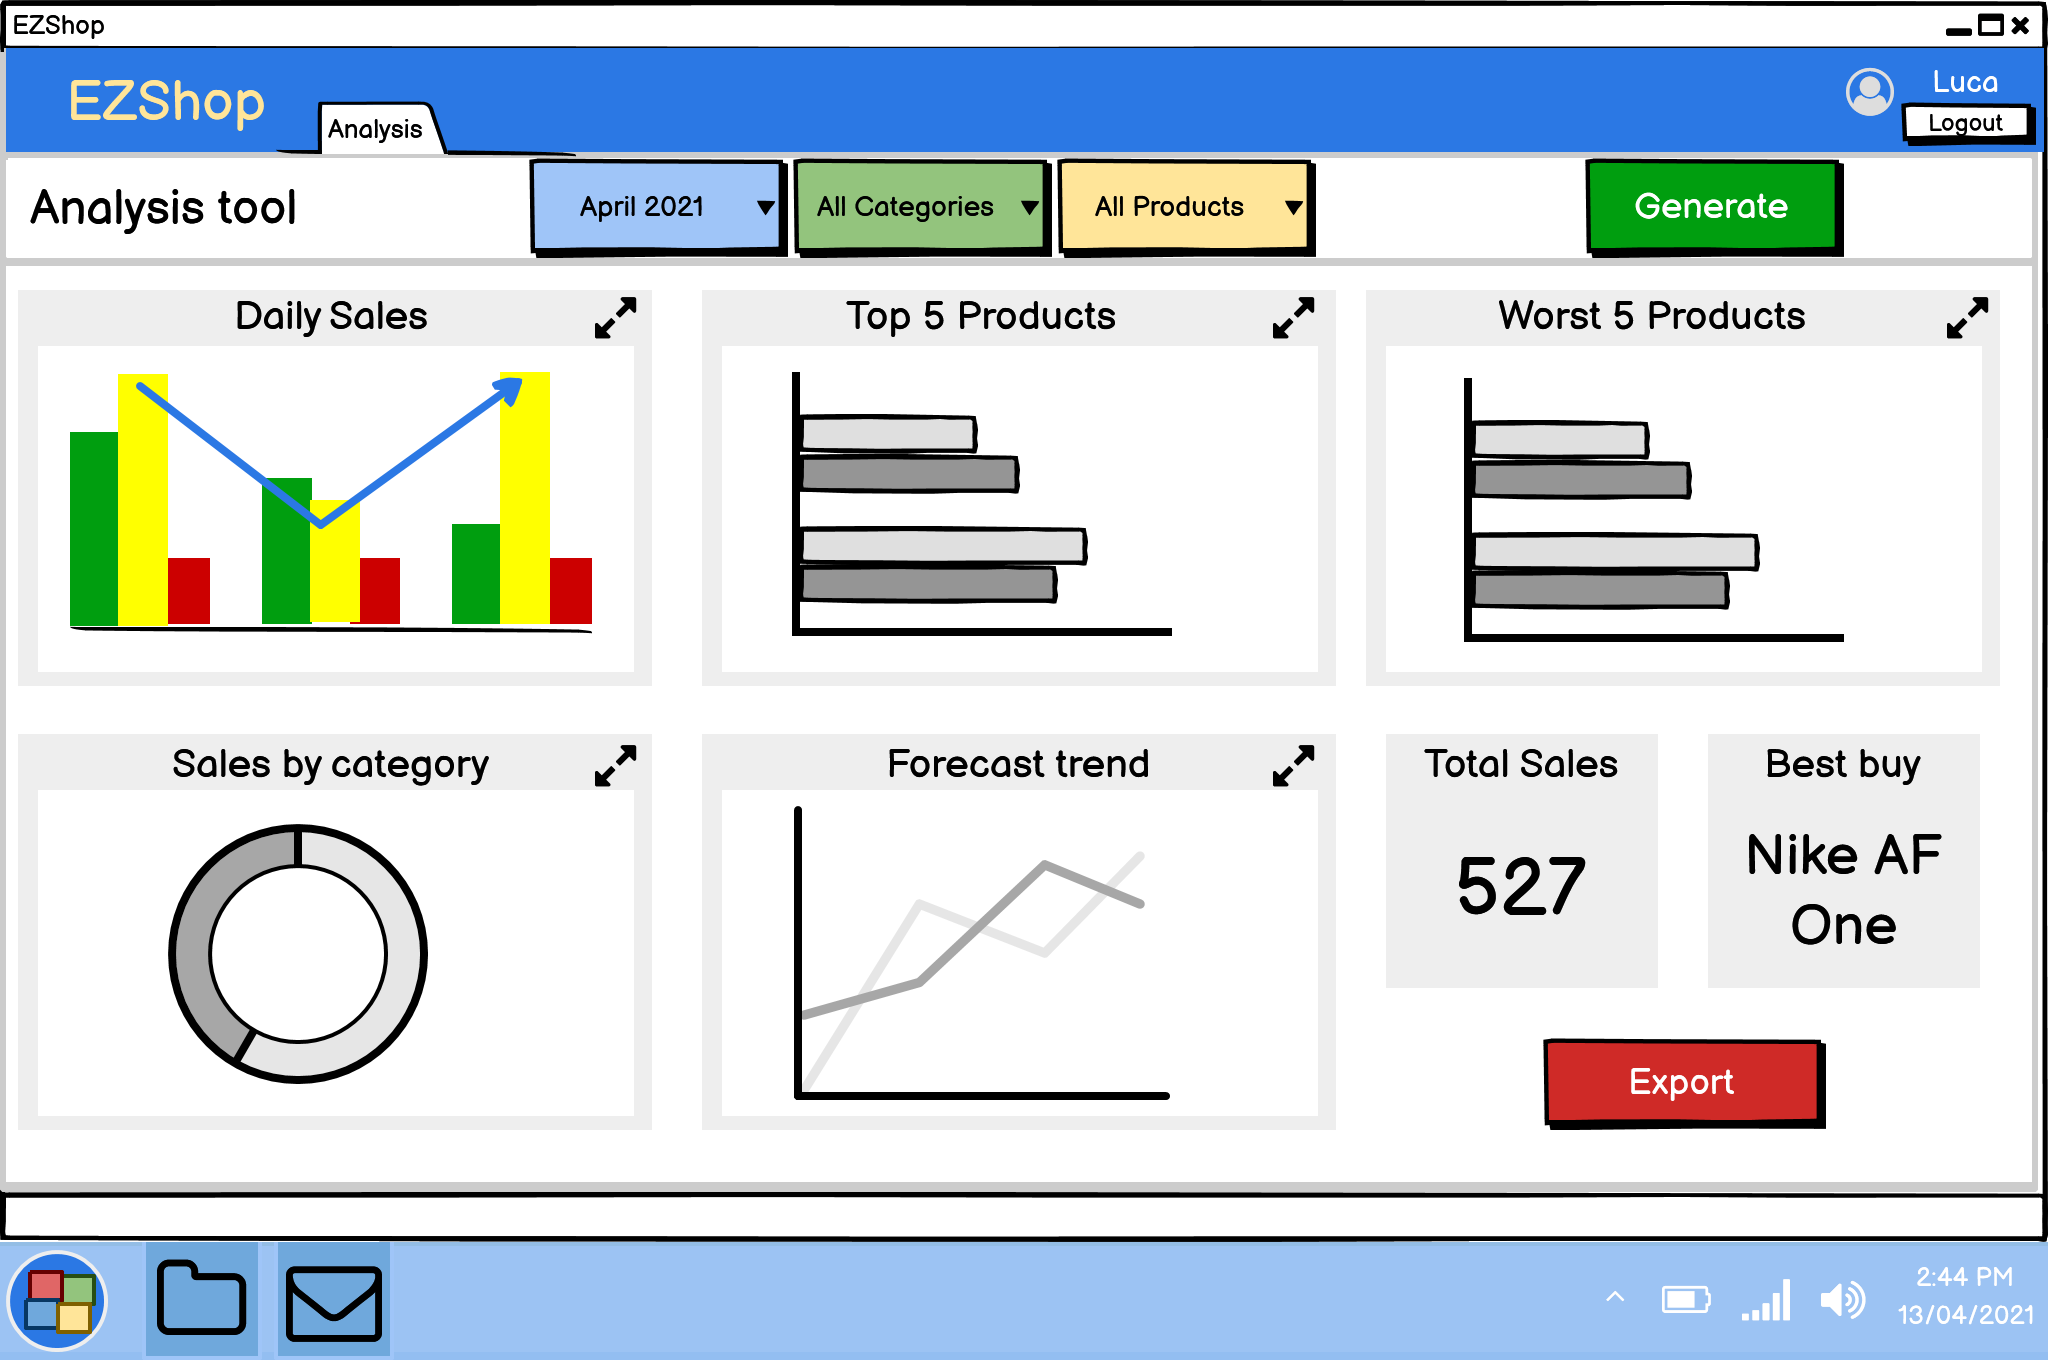 EZShop
EZShop
Analysis
Luca
Logout
Analysis tool
April 2021
All Categories
All Products
Generate
Daily Sales
Top 5 Products
Worst 5 Products
Sales by category
Forecast trend
Total Sales
527
Best buy
Nike AF
One
Export
2:44 PM
13/04/2021